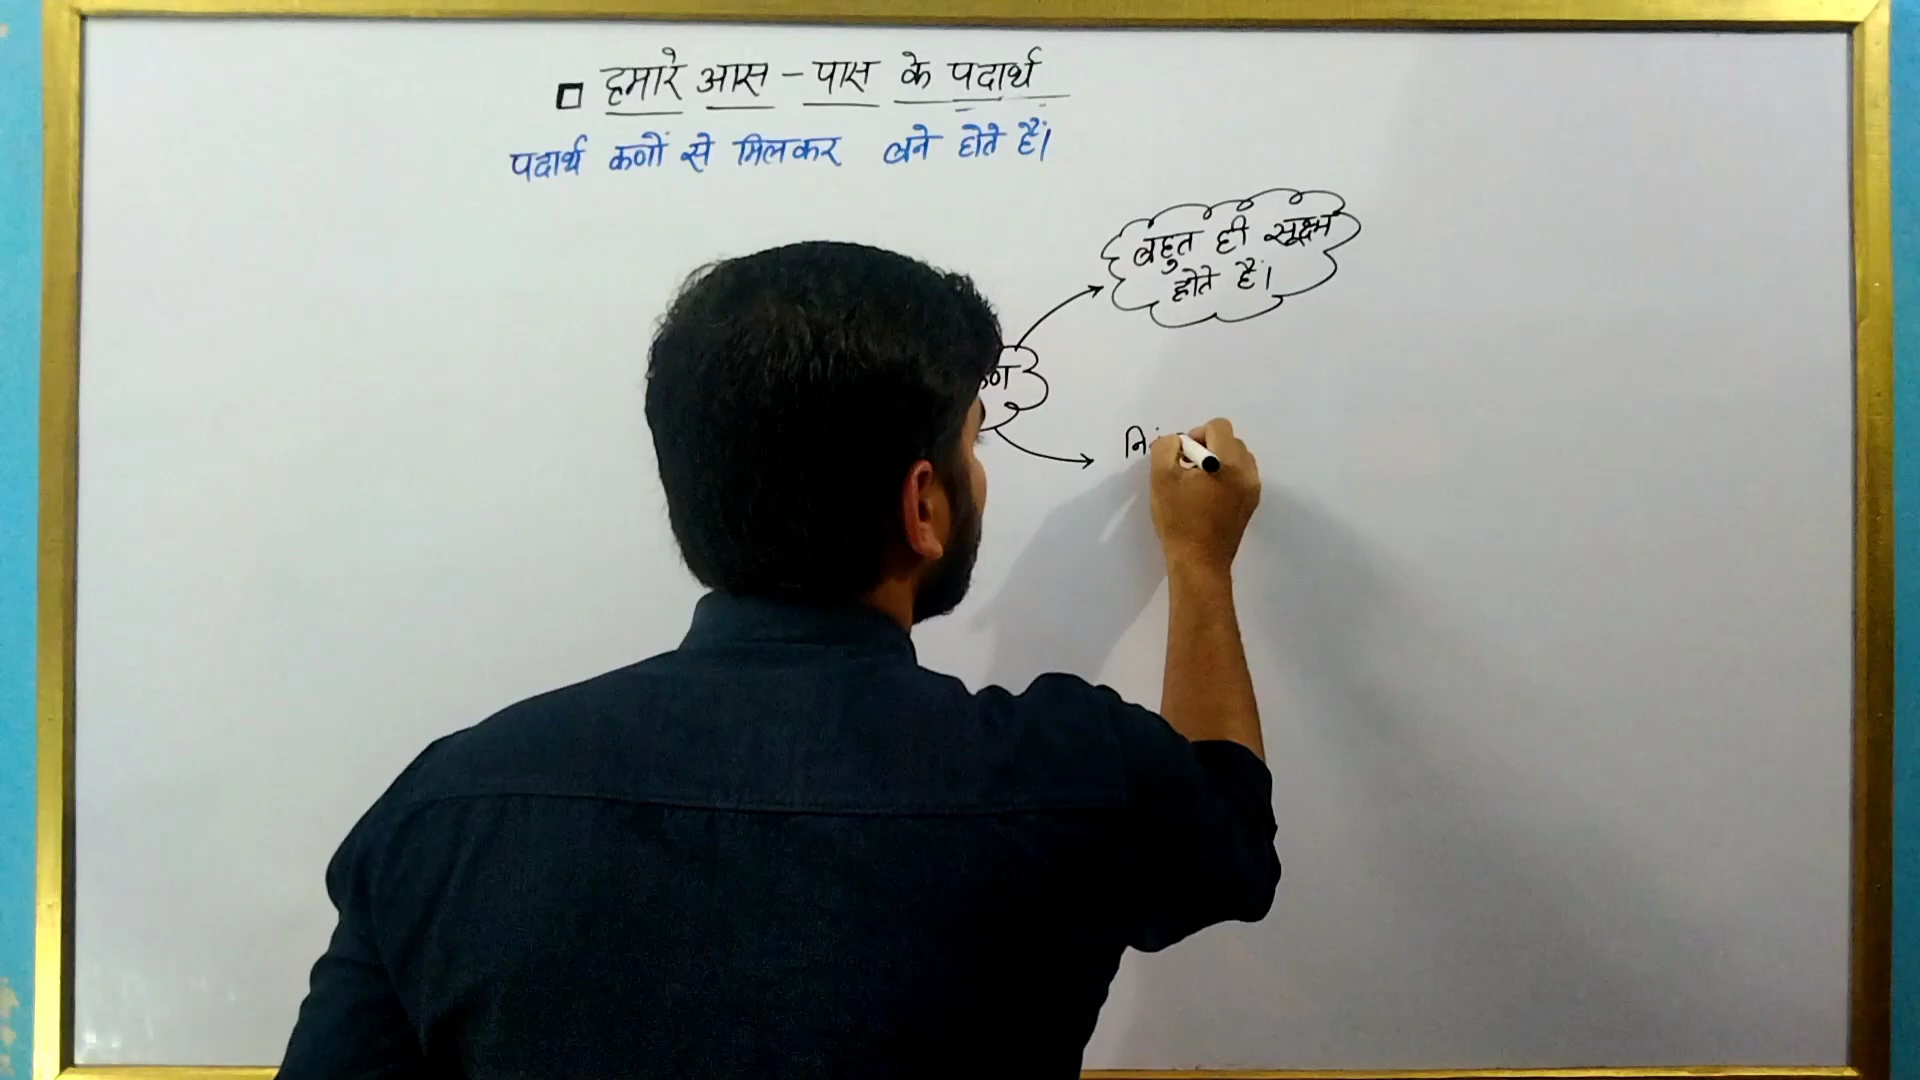 हमारे आस-पास के पदार्थ
पदार्थ कणों से मिलकर बने होते हैं।
बहुत ही सूक्ष्म
होते हैं।